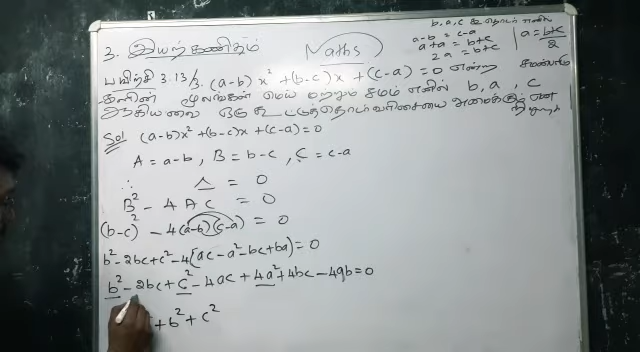 b, a, c கூ.தொ.வ எனில்
a-b = c-a
a+a = b+c
2a = b+c
a = b+c/2
3. இயற்கணிதம் Maths
பயிற்சி 3.13/3. (a-b)x² + (b-c)x + (c-a) = 0 என்ற சமன்பாட்
டின் மூலங்கள் மெய் மற்றும் சமம் எனில் b, a, c
ஆகியவை ஒரு கூட்டுத்தொடர்வரிசையை அமைக்கும் என
நிறுவுக
Sol (a-b)x² + (b-c)x + (c-a) = 0
A = a-b, B = b-c, C = c-a
∴ Δ = 0
B² - 4AC = 0
(b-c)² - 4(a-b)(c-a) = 0
b² - 2bc + c² - 4(ac - a² - bc + ba) = 0
b² - 2bc + c² - 4ac + 4a² + 4bc - 4ab = 0
+ b² + c²